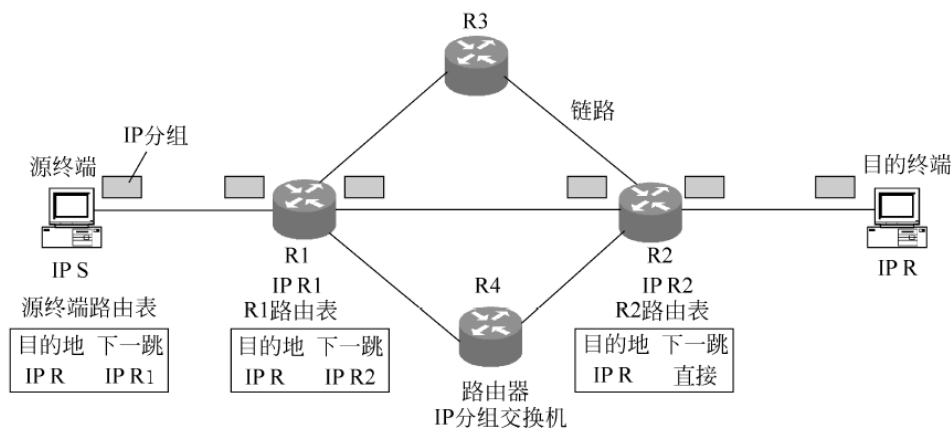 R3
链路
IP分组
源终端
目的终端
R1
R2
IP S
IP R1
R4
IP R2
IP R
源终端路由表
R1路由表
R2路由表
目的地 下一跳
IP R IP R1
目的地 下一跳
IP R IP R2
目的地 下一跳
IP R 直接
路由器
IP分组交换机